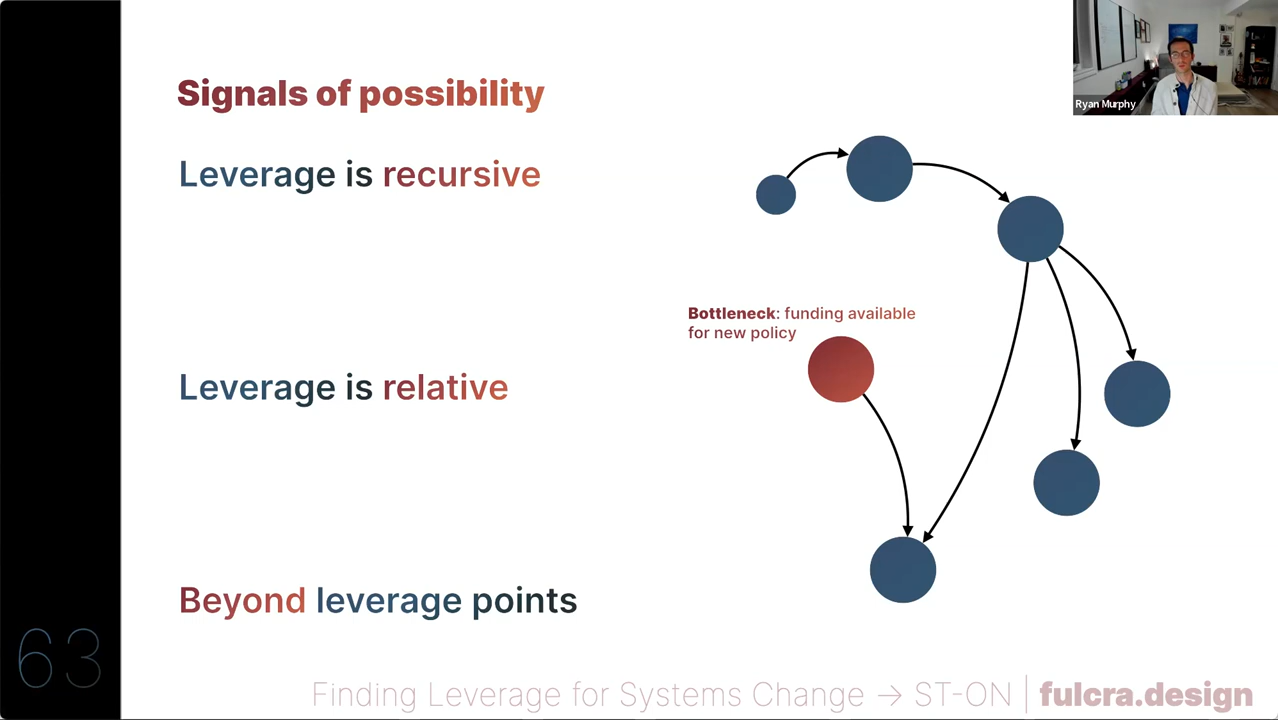 Signals of possibility
Ryan Murphy
Leverage is recursive
Bottleneck: funding available
for new policy
Leverage is relative
Beyond leverage points
63
Finding Leverage for Systems Change → ST-ON | fulcra.design